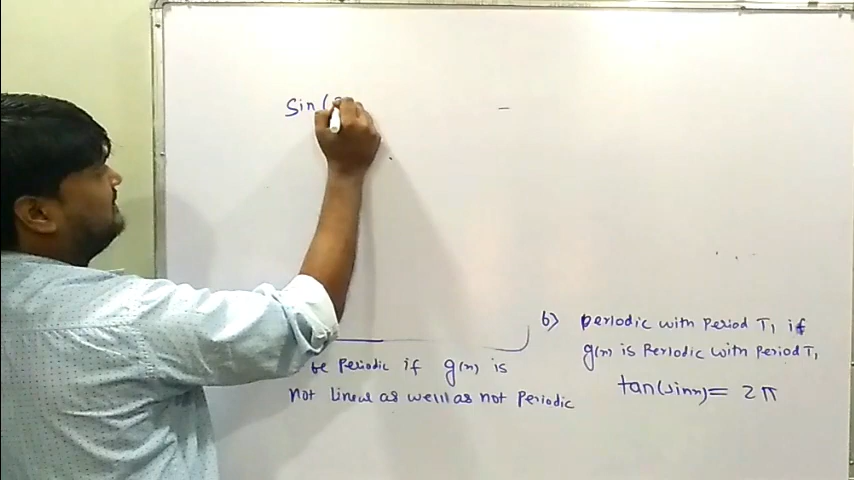 Sin(
be Periodic if g(x) is
not linear as well as not Periodic
b) periodic with Period T₁ if
g(x) is Periodic with Period T₁
tan(sinx) = 2π